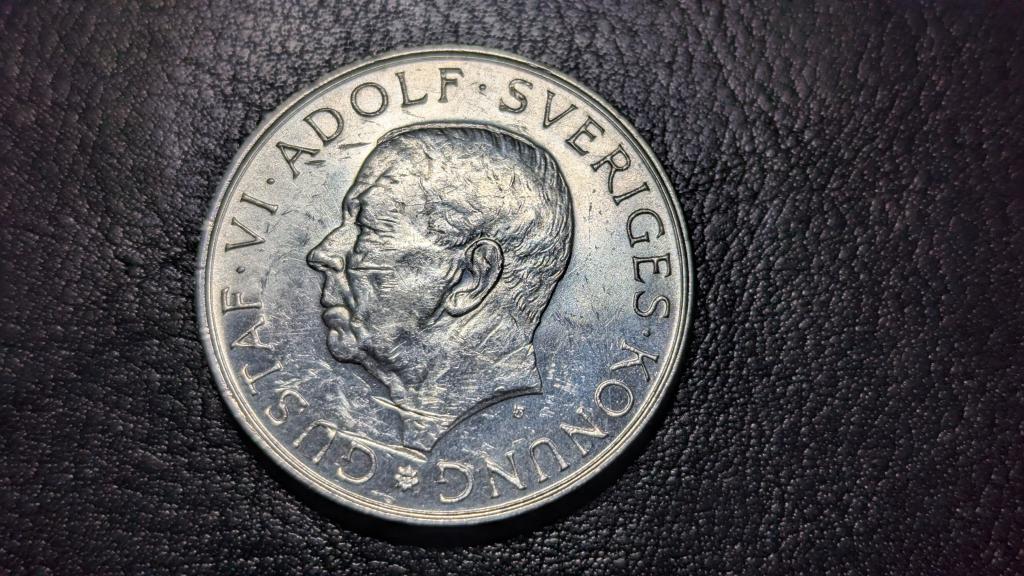 GUSTAF · VI · ADOLF · SVERIGES · KONUNG